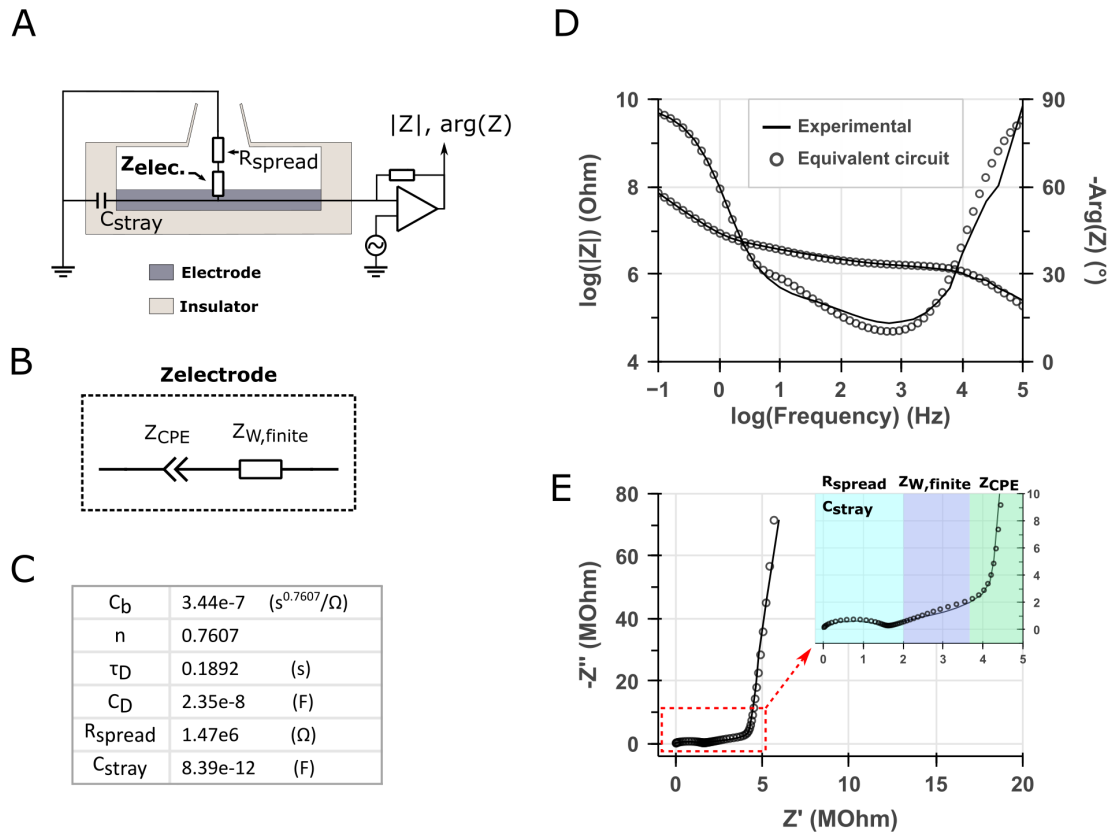 A
|Z|, arg(Z)
Rspread
Zelec.
Cstray
Electrode
Insulator
B
Zelectrode
ZCPE
ZW,finite
C
Cb 3.44e-7 (s0.7607/Ω)
n 0.7607
τD 0.1892 (s)
CD 2.35e-8 (F)
Rspread 1.47e6 (Ω)
Cstray 8.39e-12 (F)
D
10
8
6
4
log(|Z|) (Ohm)
Experimental
Equivalent circuit
90
60
30
0
-Arg(Z) (°)
−1 0 1 2 3 4 5
log(Frequency) (Hz)
E
80
60
40
20
0
-Z'' (MOhm)
Rspread ZW,finite ZCPE
Cstray
10
8
6
4
2
0
0 1 2 3 4 5
0 5 10 15 20
Z' (MOhm)